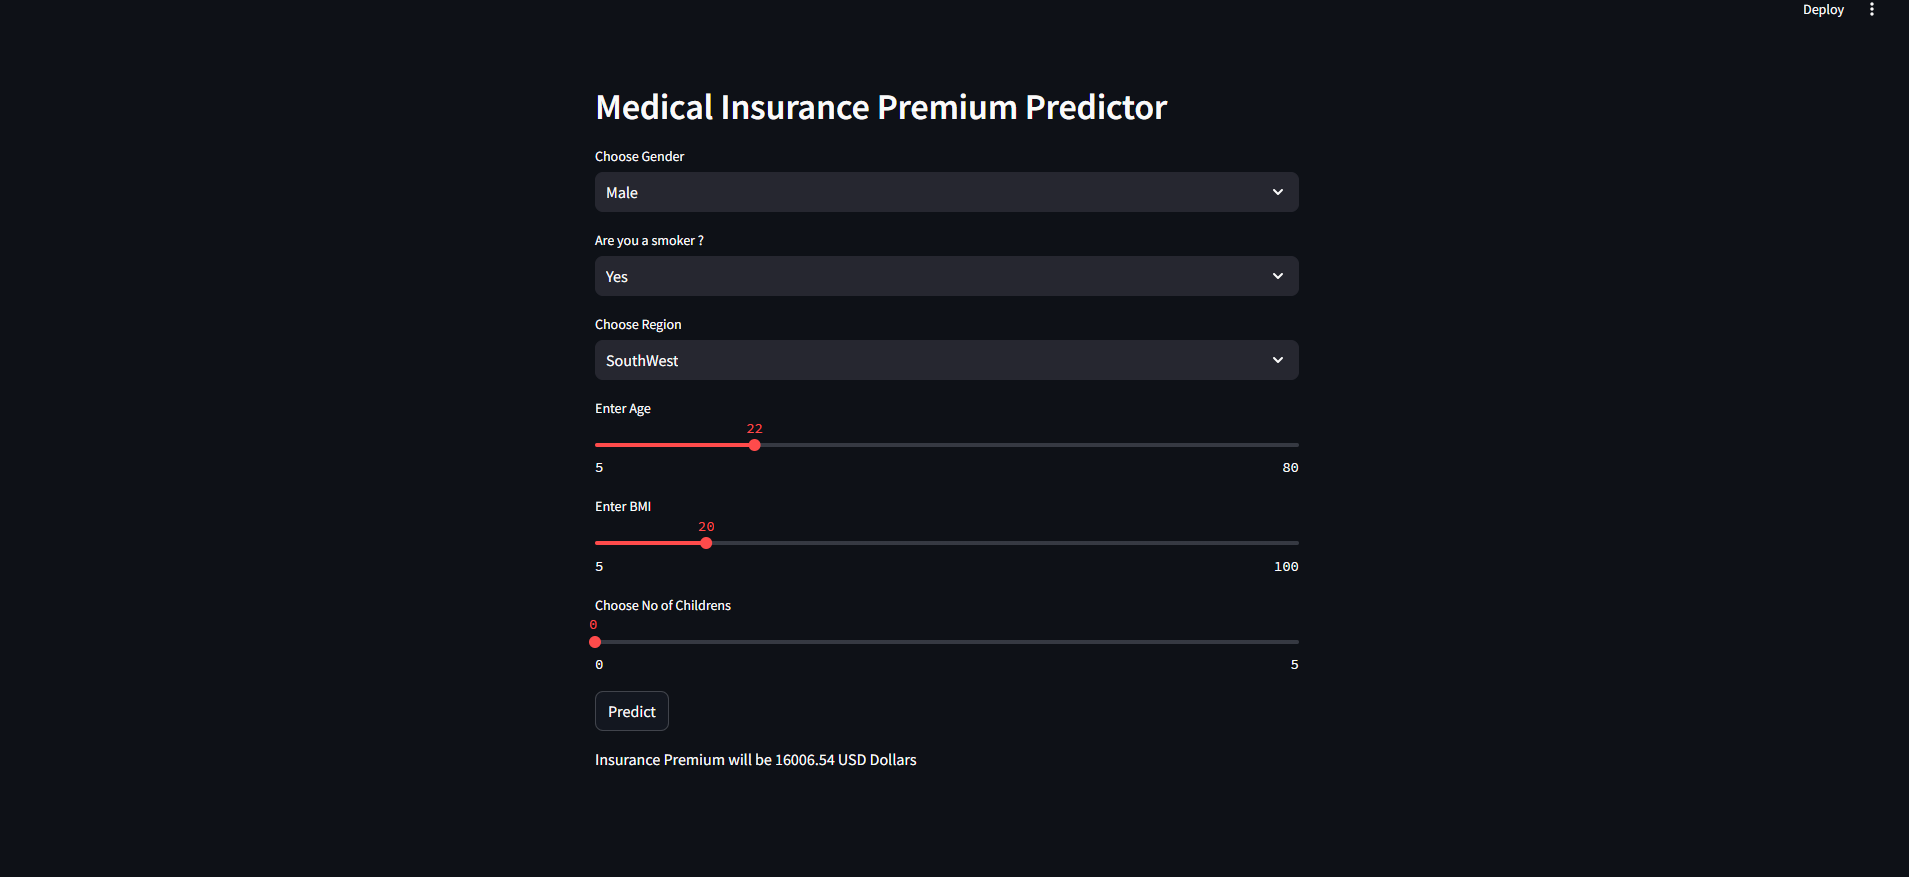 Deploy
Medical Insurance Premium Predictor
Choose Gender
Male
Are you a smoker ?
Yes
Choose Region
SouthWest
Enter Age
22
5 80
Enter BMI
20
5 100
Choose No of Childrens
0
0 5
Predict
Insurance Premium will be 16006.54 USD Dollars